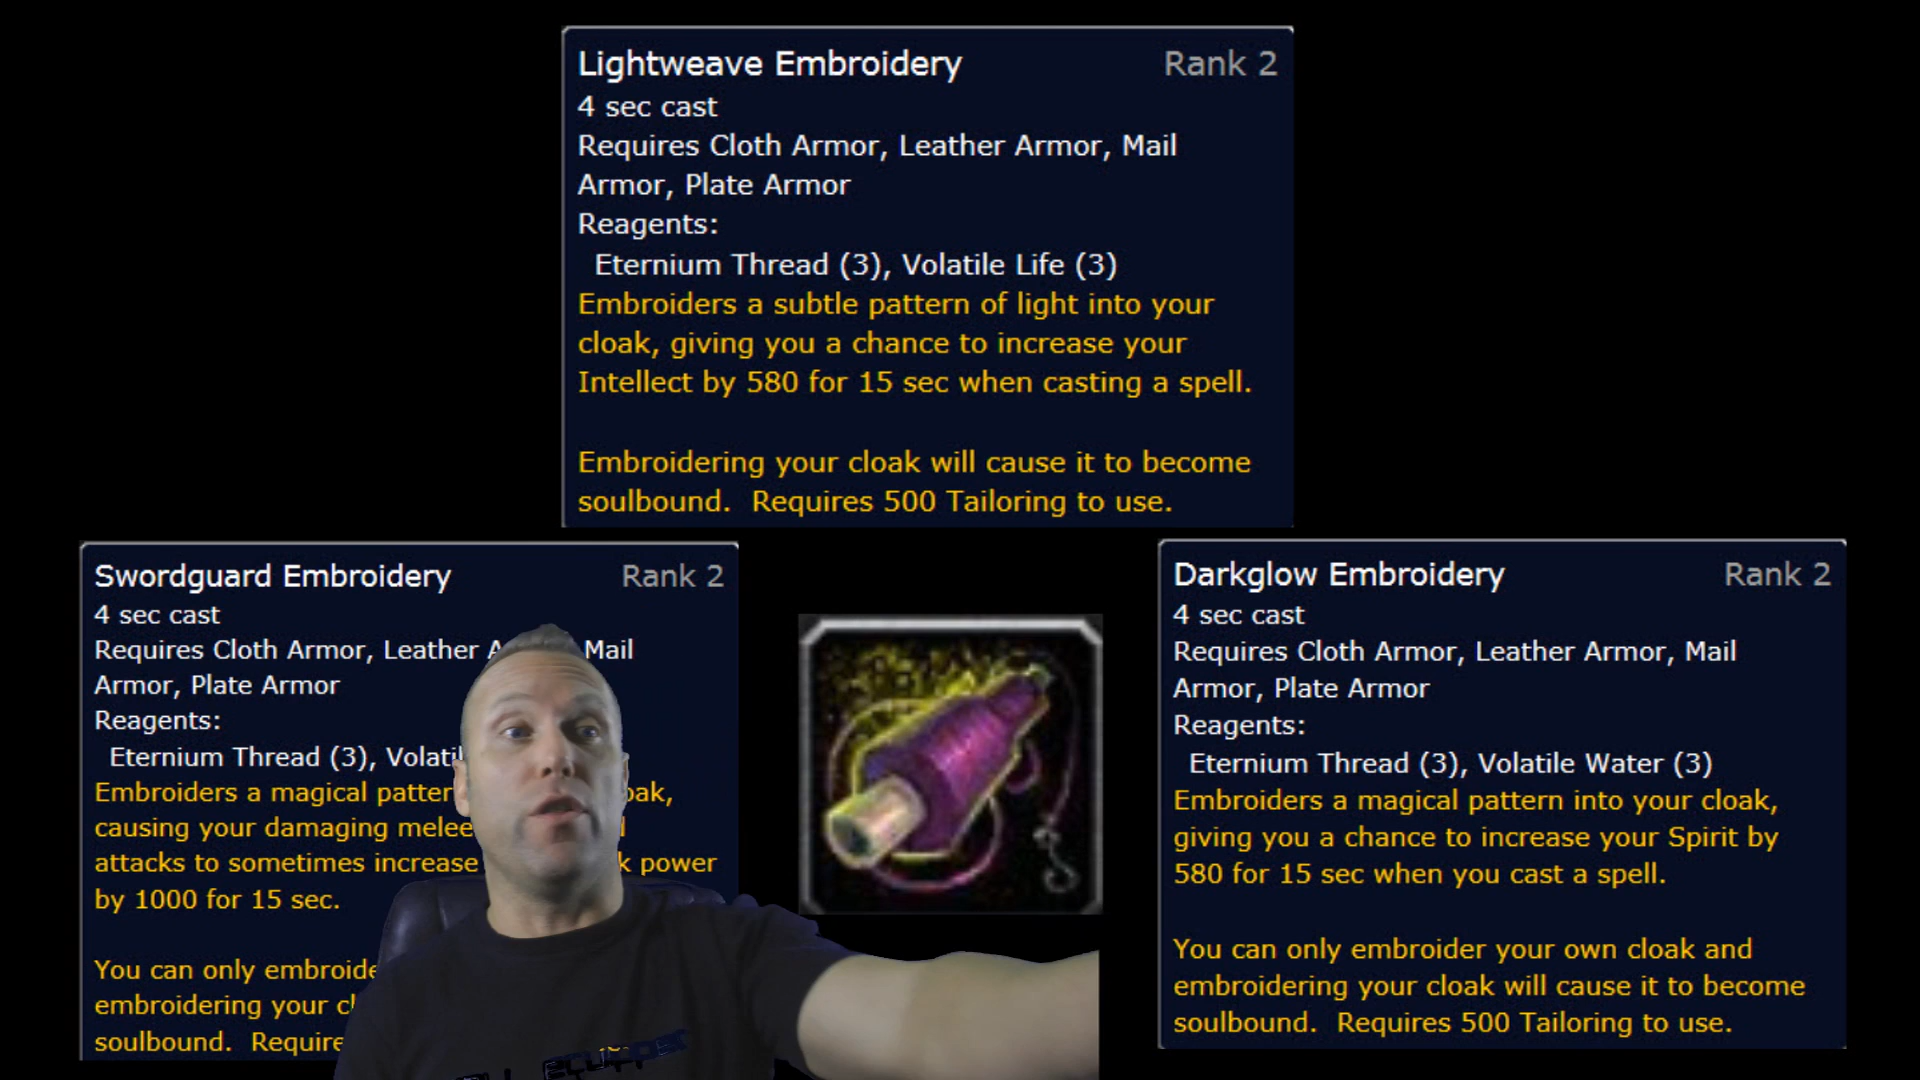 Lightweave Embroidery Rank 2
4 sec cast
Requires Cloth Armor, Leather Armor, Mail
Armor, Plate Armor
Reagents:
Eternium Thread (3), Volatile Life (3)
Embroiders a subtle pattern of light into your
cloak, giving you a chance to increase your
Intellect by 580 for 15 sec when casting a spell.
Embroidering your cloak will cause it to become
soulbound. Requires 500 Tailoring to use.
Swordguard Embroidery Rank 2
4 sec cast
Requires Cloth Armor, Leather Mail
Armor, Plate Armor
Reagents:
Eternium Thread (3),
Embroiders a magical
causing your damaging melee
attacks to sometimes increase power
by 1000 for 15 sec.
You can only
embroidering your
soulbound.
Darkglow Embroidery Rank 2
4 sec cast
Requires Cloth Armor, Leather Armor, Mail
Armor, Plate Armor
Reagents:
Eternium Thread (3), Volatile Water (3)
Embroiders a magical pattern into your cloak,
giving you a chance to increase your Spirit by
580 for 15 sec when you cast a spell.
You can only embroider your own cloak and
embroidering your cloak will cause it to become
soulbound. Requires 500 Tailoring to use.